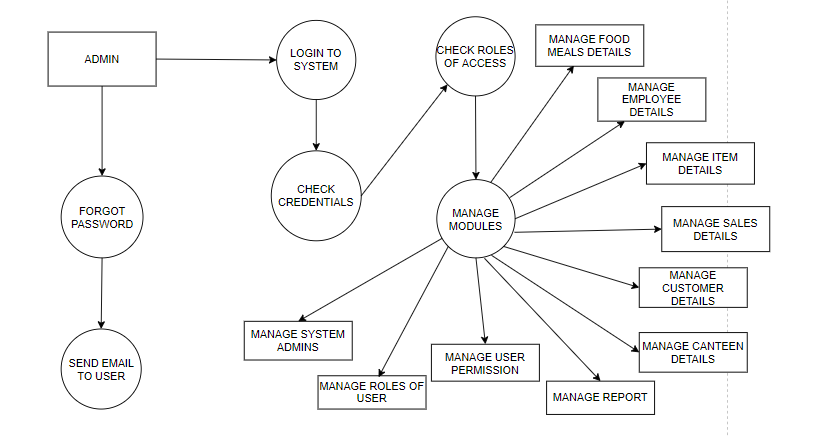 ADMIN
LOGIN TO
SYSTEM
CHECK ROLES
OF ACCESS
MANAGE FOOD
MEALS DETAILS
MANAGE
EMPLOYEE
DETAILS
MANAGE ITEM
DETAILS
FORGOT
PASSWORD
CHECK
CREDENTIALS
MANAGE
MODULES
MANAGE SALES
DETAILS
MANAGE
CUSTOMER
DETAILS
SEND EMAIL
TO USER
MANAGE SYSTEM
ADMINS
MANAGE ROLES OF
USER
MANAGE USER
PERMISSION
MANAGE REPORT
MANAGE CANTEEN
DETAILS